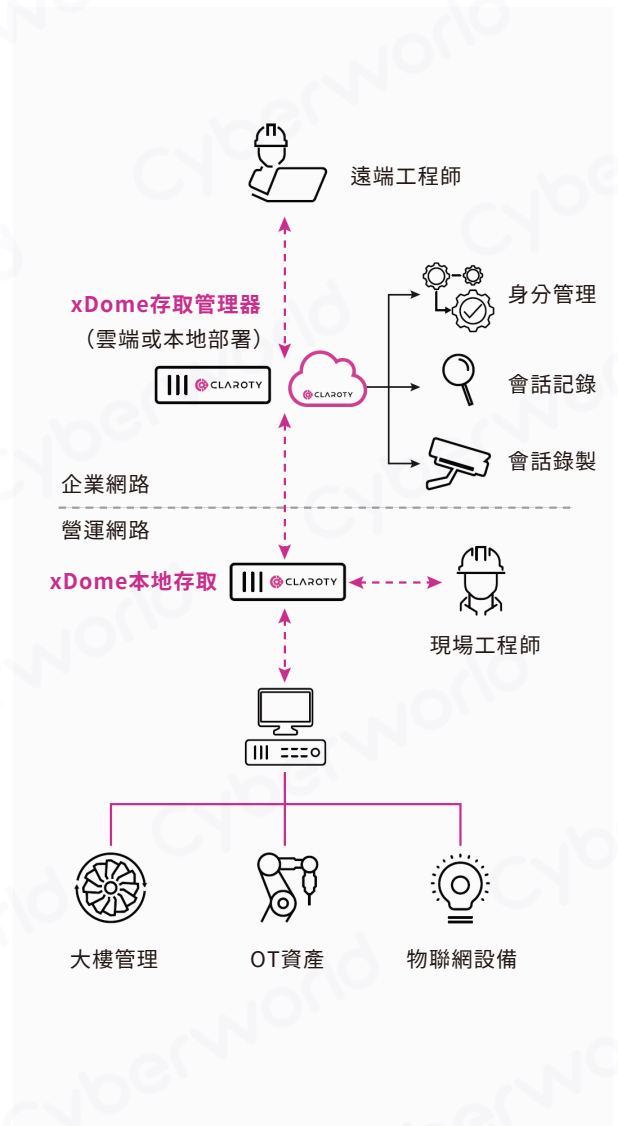 遠端工程師
xDome存取管理器
（雲端或本地部署）
CLAROTY
CLAROTY
身分管理
會話記錄
會話錄製
企業網路
營運網路
xDome本地存取
CLAROTY
現場工程師
大樓管理
OT資產
物聯網設備
Cyberworld